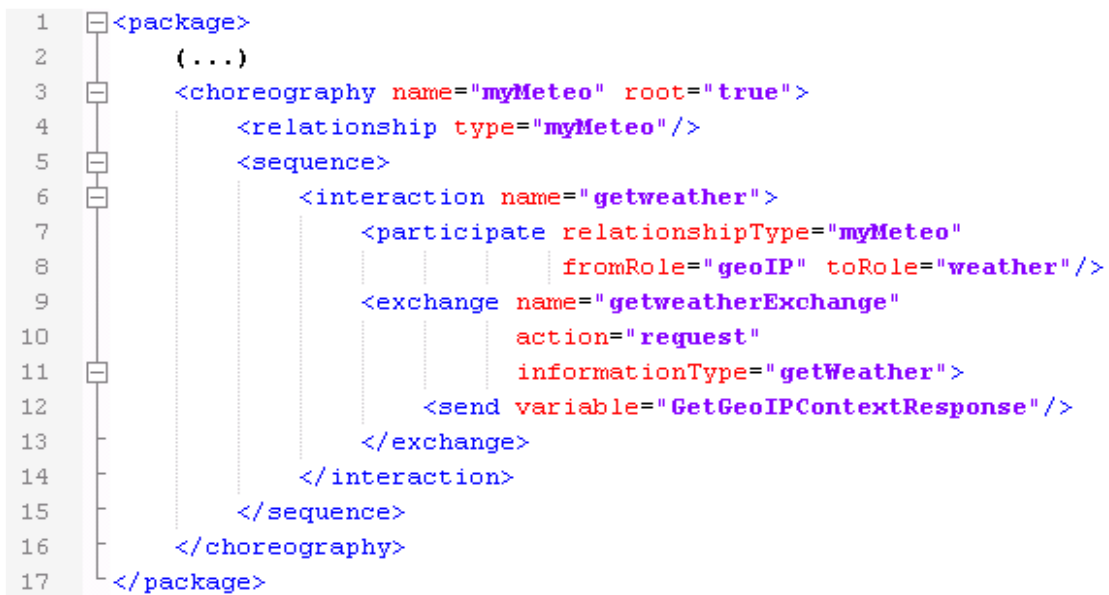 1 <package>
2 (...)
3 <choreography name="myMeteo" root="true">
4 <relationship type="myMeteo"/>
5 <sequence>
6 <interaction name="getweather">
7 <participate relationshipType="myMeteo"
8 fromRole="geoIP" toRole="weather"/>
9 <exchange name="getweatherExchange"
10 action="request"
11 informationType="getWeather">
12 <send variable="GetGeoIPContextResponse"/>
13 </exchange>
14 </interaction>
15 </sequence>
16 </choreography>
17 </package>